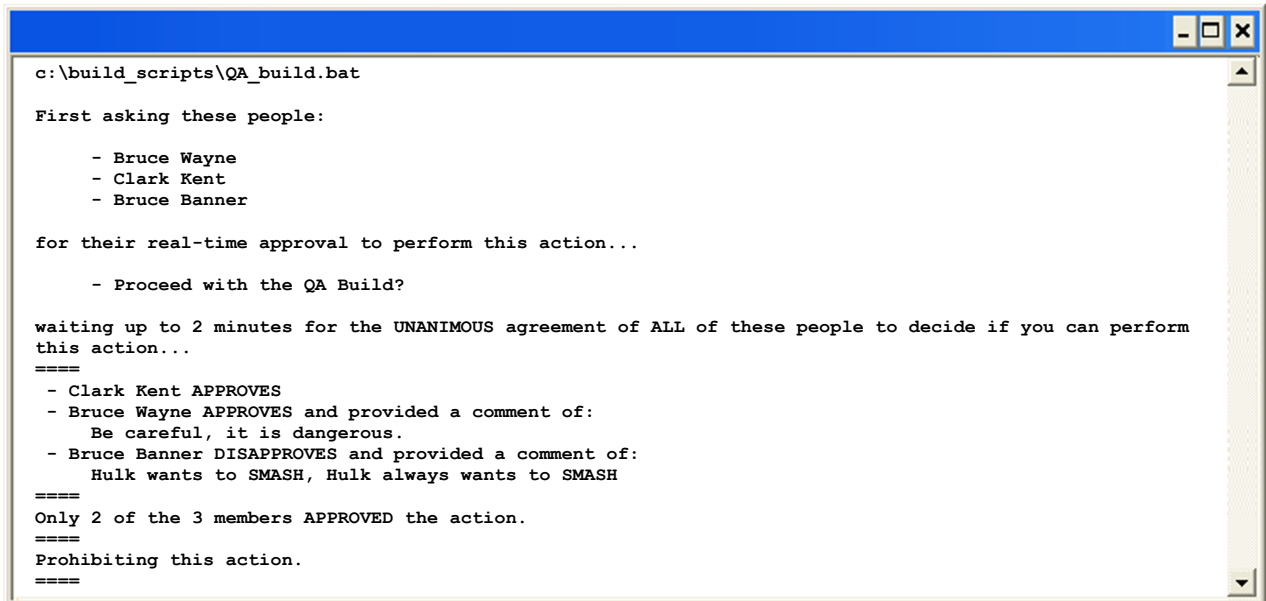 c:\build_scripts\QA_build.bat
First asking these people:
- Bruce Wayne
- Clark Kent
- Bruce Banner
for their real-time approval to perform this action...
- Proceed with the QA Build?
waiting up to 2 minutes for the UNANIMOUS agreement of ALL of these people to decide if you can perform
this action...
====
- Clark Kent APPROVES
- Bruce Wayne APPROVES and provided a comment of:
Be careful, it is dangerous.
- Bruce Banner DISAPPROVES and provided a comment of:
Hulk wants to SMASH, Hulk always wants to SMASH
====
Only 2 of the 3 members APPROVED the action.
====
Prohibiting this action.
====